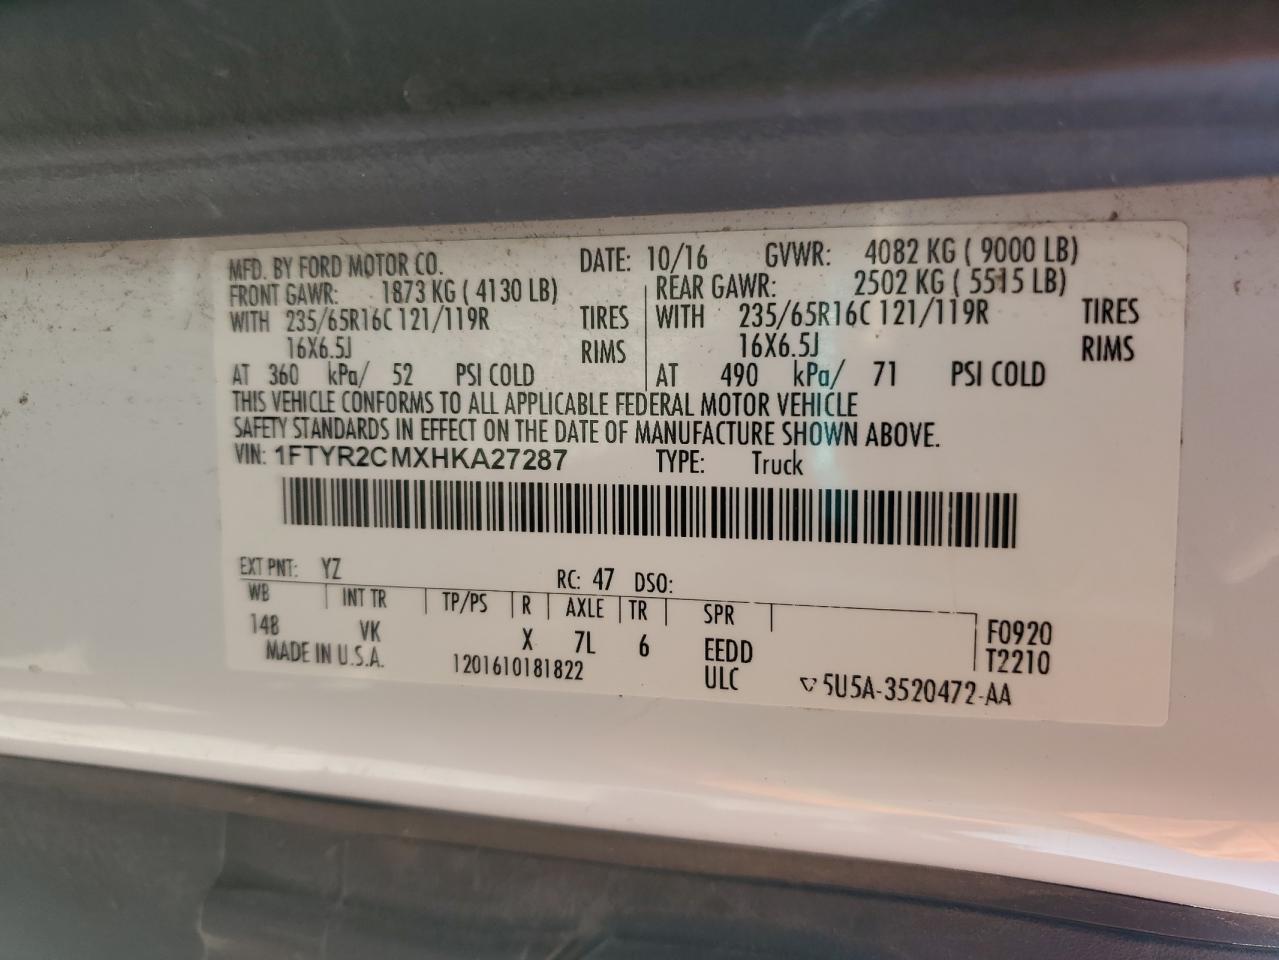 MFD. BY FORD MOTOR CO. DATE: 10/16 GVWR: 4082 KG ( 9000 LB)
FRONT GAWR: 1873 KG ( 4130 LB) REAR GAWR: 2502 KG ( 5515 LB)
WITH 235/65R16C 121/119R TIRES WITH 235/65R16C 121/119R TIRES
16X6.5J RIMS 16X6.5J RIMS
AT 360 kPa/ 52 PSI COLD AT 490 kPa/ 71 PSI COLD
THIS VEHICLE CONFORMS TO ALL APPLICABLE FEDERAL MOTOR VEHICLE
SAFETY STANDARDS IN EFFECT ON THE DATE OF MANUFACTURE SHOWN ABOVE.
VIN: 1FTYR2CMXHKA27287 TYPE: Truck
EXT PNT: YZ RC: 47 DSO:
WB INT TR TP/PS R AXLE TR SPR F0920
148 VK X 7L 6 EEDD T2210
MADE IN U.S.A. 1201610181822 ULC 5U5A-3520472-AA